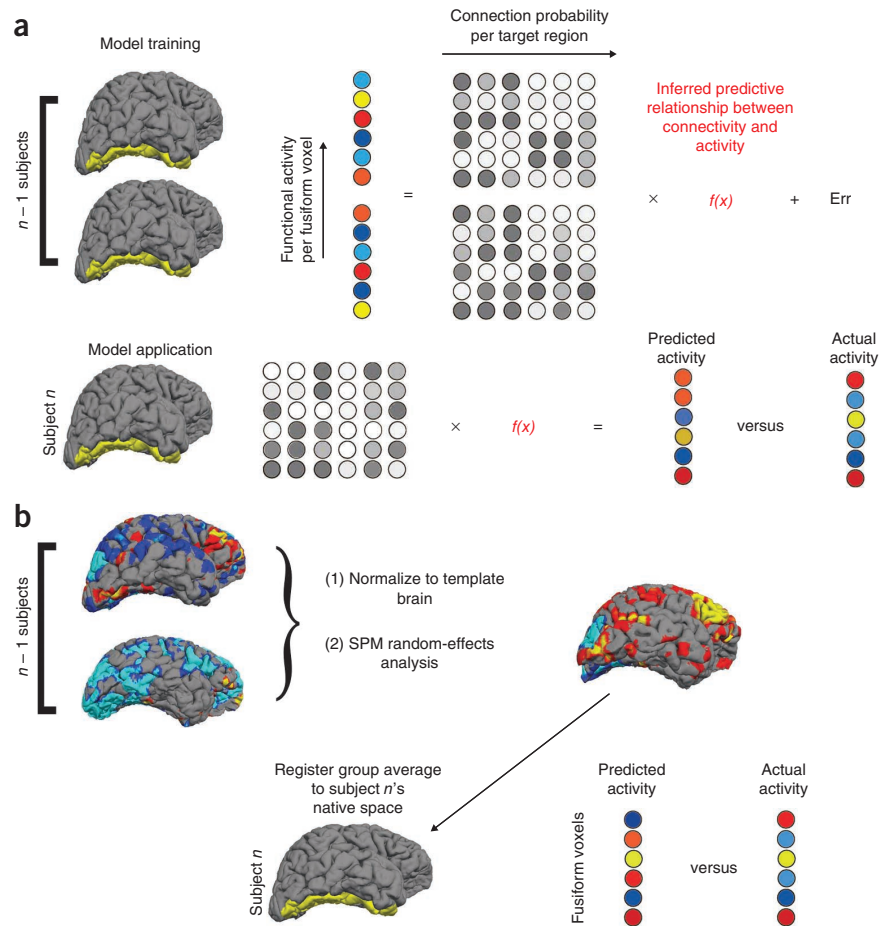 a
Model training
n – 1 subjects
Functional activity
per fusiform voxel
=
Connection probability
per target region
×
Inferred predictive
relationship between
connectivity and
activity
f(x)
+
Err
Model application
Subject n
×
f(x)
=
Predicted
activity
versus
Actual
activity
b
n – 1 subjects
(1) Normalize to template
brain
(2) SPM random-effects
analysis
Register group average
to subject n's
native space
Subject n
Fusiform voxels
Predicted
activity
versus
Actual
activity